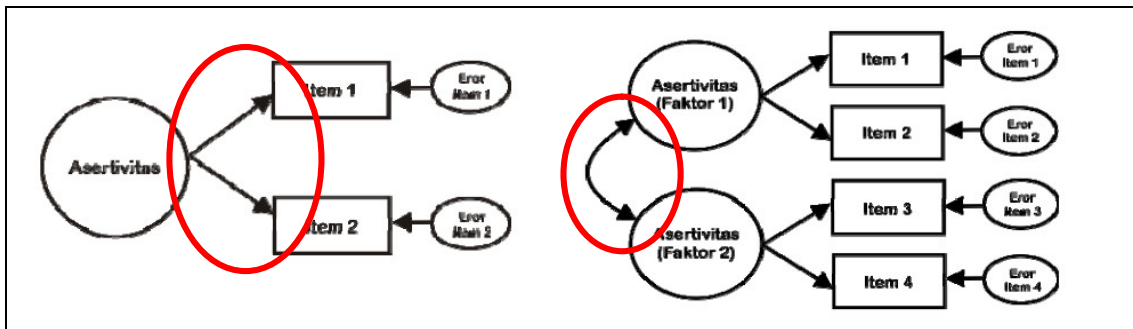 Asertivitas
Item 1
Eror
Item 1
Item 2
Eror
Item 2
Asertivitas
(Faktor 1)
Item 1
Eror
Item 1
Item 2
Eror
Item 2
Asertivitas
(Faktor 2)
Item 3
Eror
Item 3
Item 4
Eror
Item 4